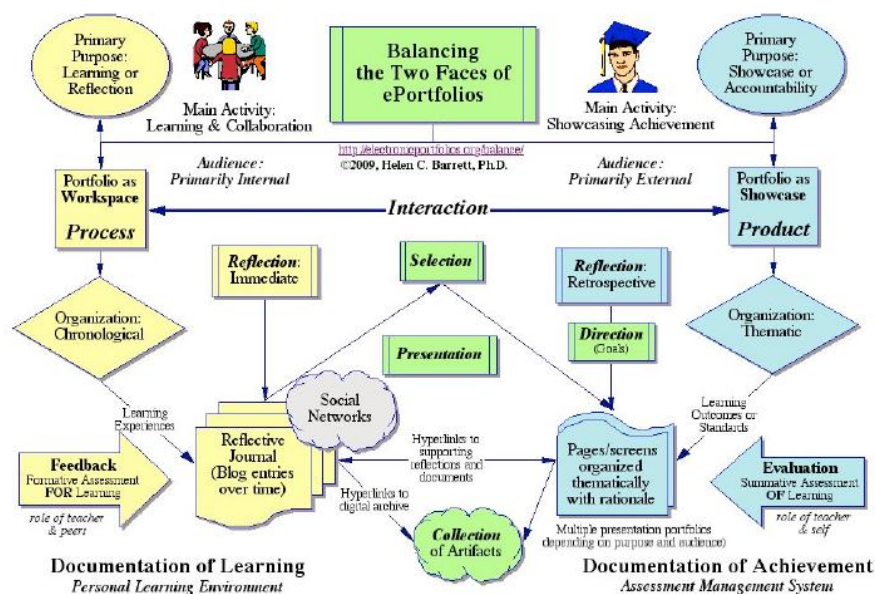 Primary
Purpose:
Learning or
Reflection
Main Activity:
Learning & Collaboration
Balancing
the Two Faces of
ePortfolios
Main Activity:
Showcasing Achievement
Primary
Purpose:
Showcase or
Accountability
http://electronicportfolios.org/balance/
©2009, Helen C. Barrett, Ph.D.
Audience:
Primarily Internal
Audience:
Primarily External
Portfolio as
Workspace
Process
Interaction
Portfolio as
Showcase
Product
Reflection:
Immediate
Selection
Reflection:
Retrospective
Organization:
Chronological
Presentation
Direction
(Goals)
Organization:
Thematic
Learning
Experiences
Social
Networks
Learning
Outcomes or
Standards
Feedback
Formative Assessment
FOR Learning
role of teacher
& peers
Reflective
Journal
(Blog entries
over time)
Hyperlinks to
supporting
reflections and
documents
Hyperlinks to
digital archive
Pages/screens
organized
thematically
with rationale
Evaluation
Summative Assessment
OF Learning
role of teacher &
self
Collection
of Artifacts
Multiple presentation portfolios
depending on purpose and audience)
Documentation of Learning
Personal Learning Environment
Documentation of Achievement
Assessment Management System